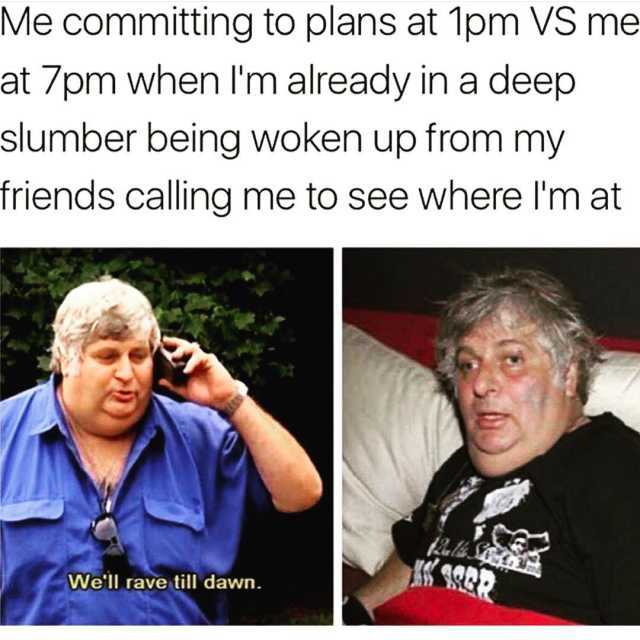 Me committing to plans at 1pm VS me
at 7pm when I'm already in a deep
slumber being woken up from my
friends calling me to see where I'm at
We'll rave till dawn.